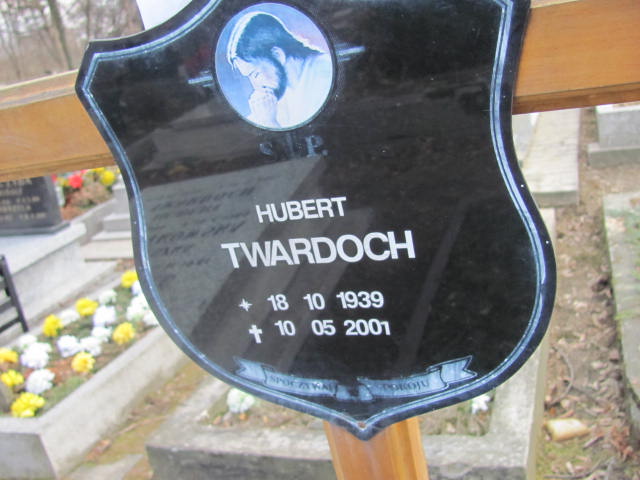 Ś. P.
HUBERT
TWARDOCH
18 10 1939
✝ 10 05 2001
SPOCZYWAJ W POKOJU